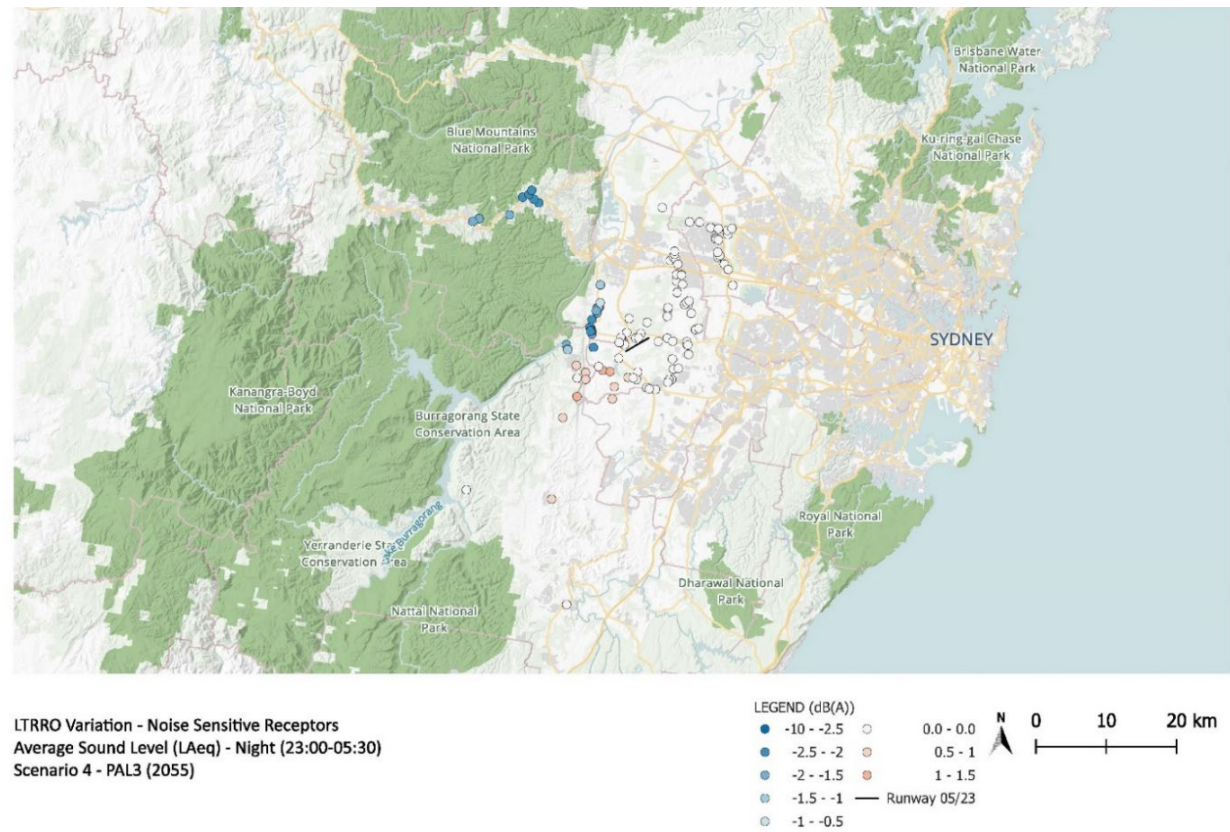 Brisbane Water
National Park
Ku-ring-gai Chase
National Park
Blue Mountains
National Park
SYDNEY
Kanangra-Boyd
National Park
Burragorang State
Conservation Area
Royal National
Park
Yerranderie Sta
Conservation Area
Burragorang
Dharawal National
Park
Nattai National
Park
LTRRO Variation - Noise Sensitive Receptors
Average Sound Level (LAeq) - Night (23:00-05:30)
Scenario 4 - PAL3 (2055)
LEGEND (dB(A))
-10 - -2.5
-2.5 - -2
-2 - -1.5
-1.5 - -1
-1 - -0.5
0.0 - 0.0
0.5 - 1
1 - 1.5
Runway 05/23
N
0 10 20 km